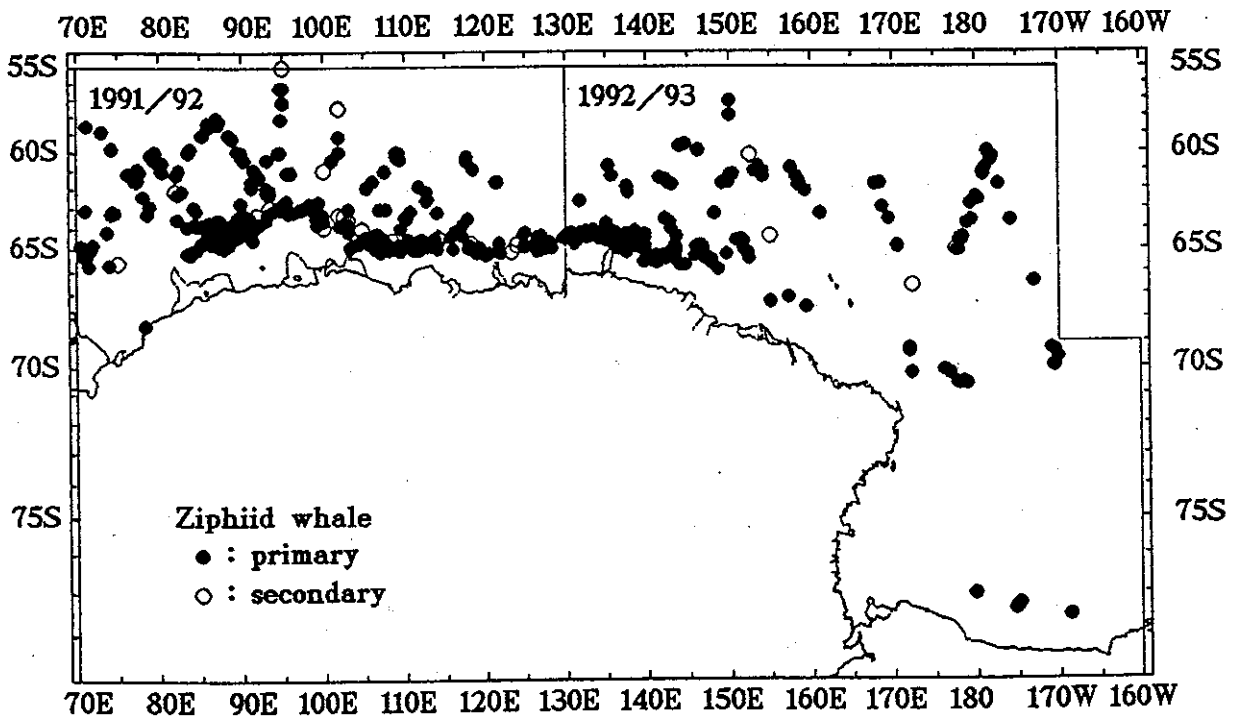 70E 80E 90E 100E 110E 120E 130E 140E 150E 160E 170E 180 170W 160W
55S 55S
1991/92 1992/93
60S 60S
65S 65S
70S 70S
75S 75S
Ziphiid whale
● : primary
○ : secondary
70E 80E 90E 100E 110E 120E 130E 140E 150E 160E 170E 180 170W 160W